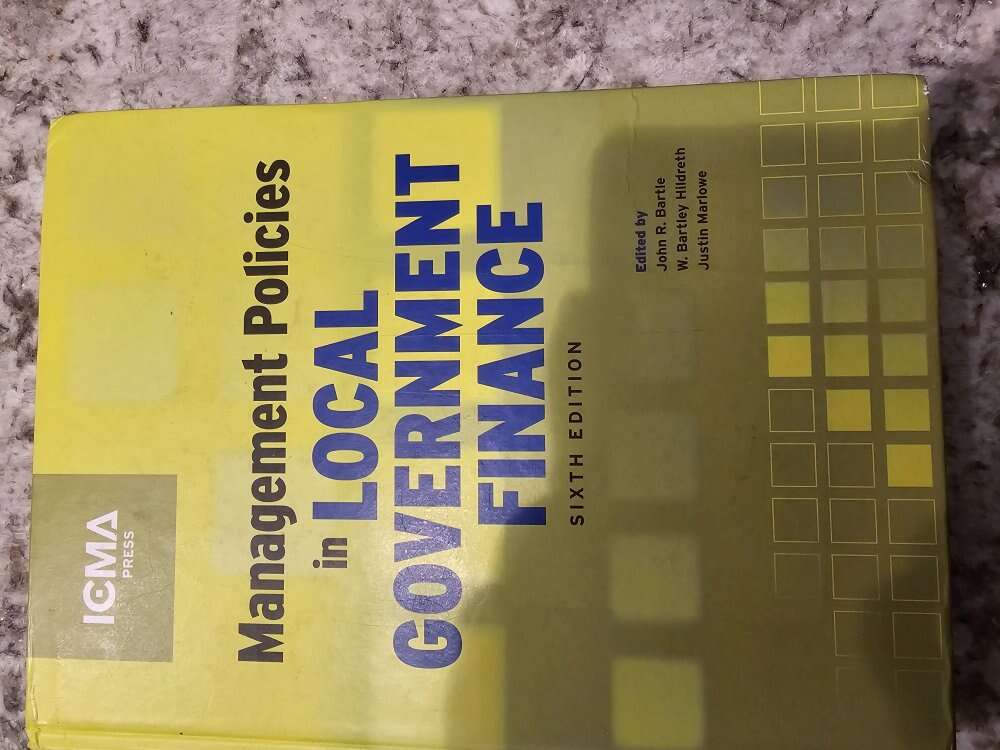 ICMA
PRESS
Management Policies
in LOCAL
GOVERNMENT
FINANCE
SIXTH EDITION
Edited by
John R. Bartle
W. Bartley Hildreth
Justin Marlowe